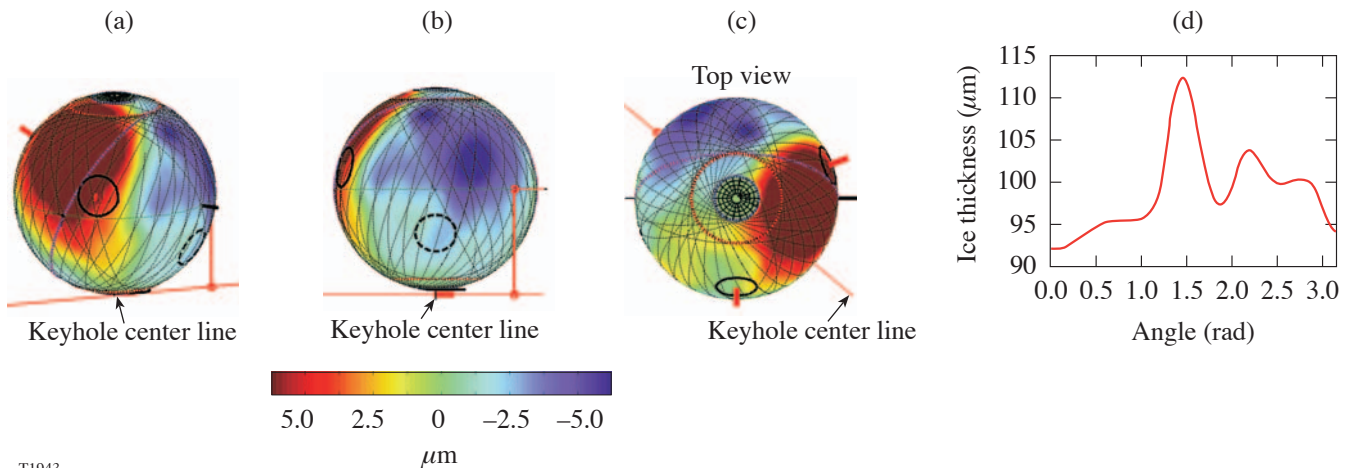 (a)
(b)
(c)
(d)
Top view
Keyhole center line
Keyhole center line
Keyhole center line
5.0 2.5 0 –2.5 –5.0
μm
Ice thickness (μm)
115
110
105
100
95
90
0.0 0.5 1.0 1.5 2.0 2.5 3.0
Angle (rad)
T1943